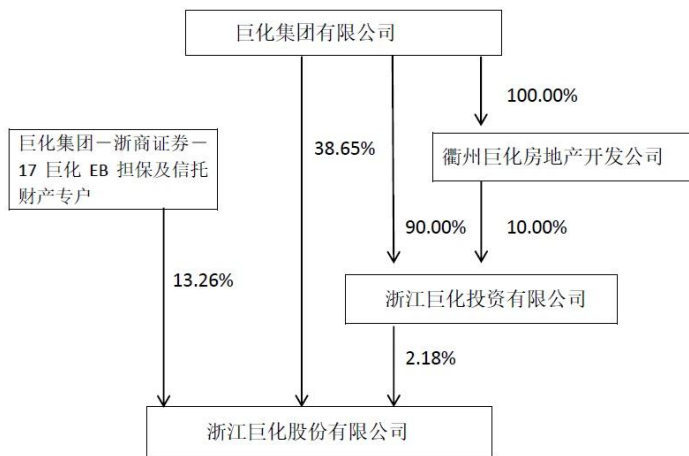 巨化集团有限公司
100.00%
巨化集团－浙商证券－
17 巨化 EB 担保及信托
财产专户
38.65%
衢州巨化房地产开发公司
90.00%
10.00%
13.26%
浙江巨化投资有限公司
2.18%
浙江巨化股份有限公司